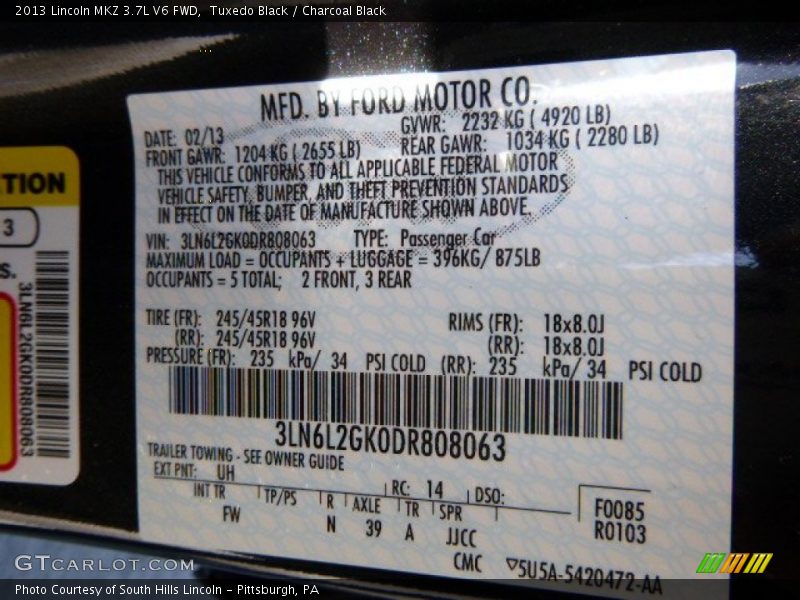 2013 Lincoln MKZ 3.7L V6 FWD,  Tuxedo Black / Charcoal Black
MFD. BY FORD MOTOR CO.
DATE: 02/13
GVWR: 2232 KG ( 4920 LB)
FRONT GAWR: 1204 KG ( 2655 LB)
REAR GAWR: 1034 KG ( 2280 LB)
THIS VEHICLE CONFORMS TO ALL APPLICABLE FEDERAL MOTOR
VEHICLE SAFETY, BUMPER, AND THEFT PREVENTION STANDARDS
IN EFFECT ON THE DATE OF MANUFACTURE SHOWN ABOVE.
VIN: 3LN6L2GK0DR808063 TYPE: Passenger Car
MAXIMUM LOAD = OCCUPANTS + LUGGAGE = 396KG/ 875LB
OCCUPANTS = 5 TOTAL; 2 FRONT, 3 REAR
TIRE (FR): 245/45R18 96V RIMS (FR): 18x8.0J
(RR): 245/45R18 96V (RR): 18x8.0J
PRESSURE (FR): 235 kPa/ 34 PSI COLD (RR): 235 kPa/ 34 PSI COLD
3LN6L2GK0DR808063
TRAILER TOWING - SEE OWNER GUIDE
EXT PNT: UH RC: 14 DSO:
INT TR TP/PS R AXLE TR SPR
FW N 39 A JJCC
CMC
F0085
R0103
▽5U5A-5420472-AA
TION
3
S.
3LN6L2GK0DR808063
GTCARLOT.COM
Photo Courtesy of South Hills Lincoln - Pittsburgh, PA